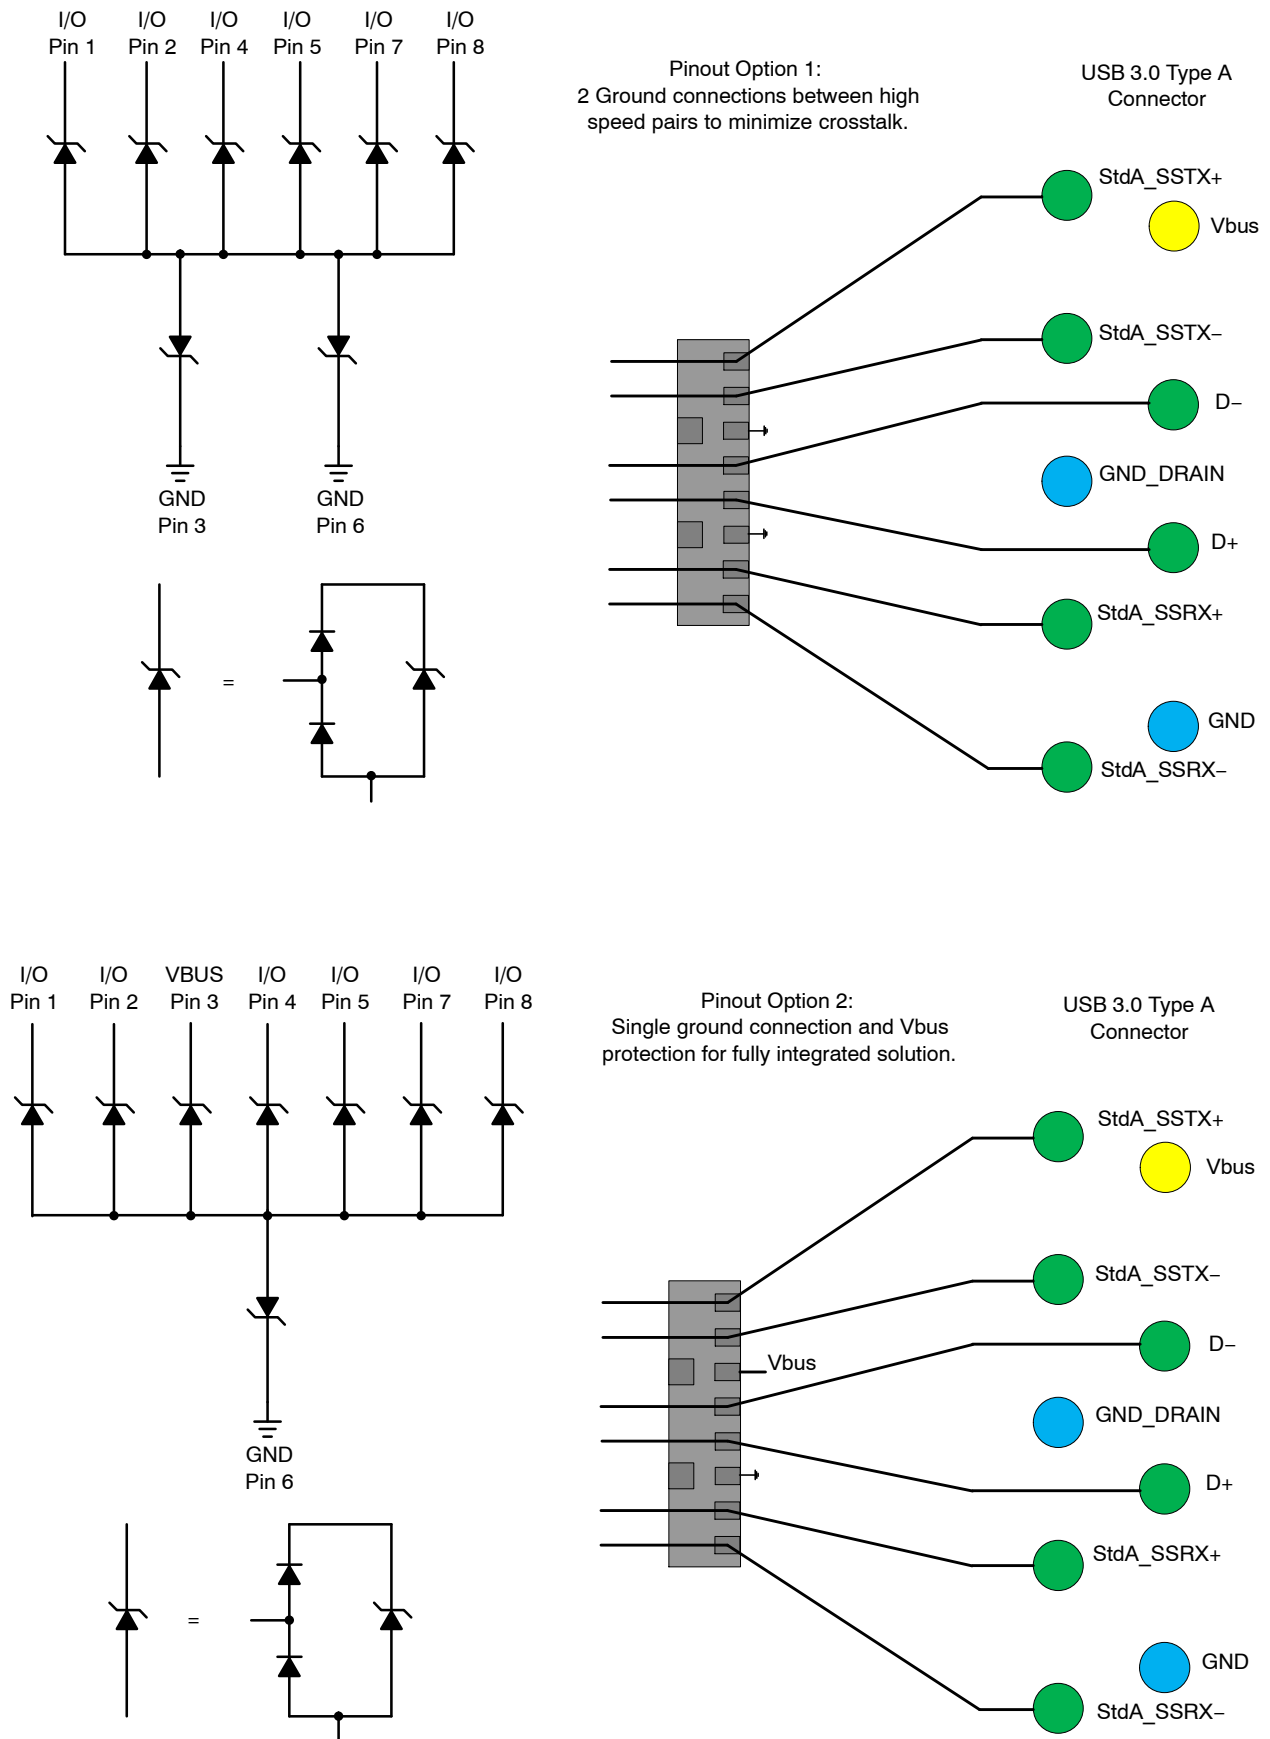 I/O
Pin 1
I/O
Pin 2
I/O
Pin 4
I/O
Pin 5
I/O
Pin 7
I/O
Pin 8
GND
Pin 3
GND
Pin 6
=
Pinout Option 1:
2 Ground connections between high
speed pairs to minimize crosstalk.
USB 3.0 Type A
Connector
StdA_SSTX+
Vbus
StdA_SSTX−
D−
GND_DRAIN
D+
StdA_SSRX+
GND
StdA_SSRX−
I/O
Pin 1
I/O
Pin 2
VBUS
Pin 3
I/O
Pin 4
I/O
Pin 5
I/O
Pin 7
I/O
Pin 8
GND
Pin 6
=
Pinout Option 2:
Single ground connection and Vbus
protection for fully integrated solution.
USB 3.0 Type A
Connector
StdA_SSTX+
Vbus
StdA_SSTX−
Vbus
D−
GND_DRAIN
D+
StdA_SSRX+
GND
StdA_SSRX−